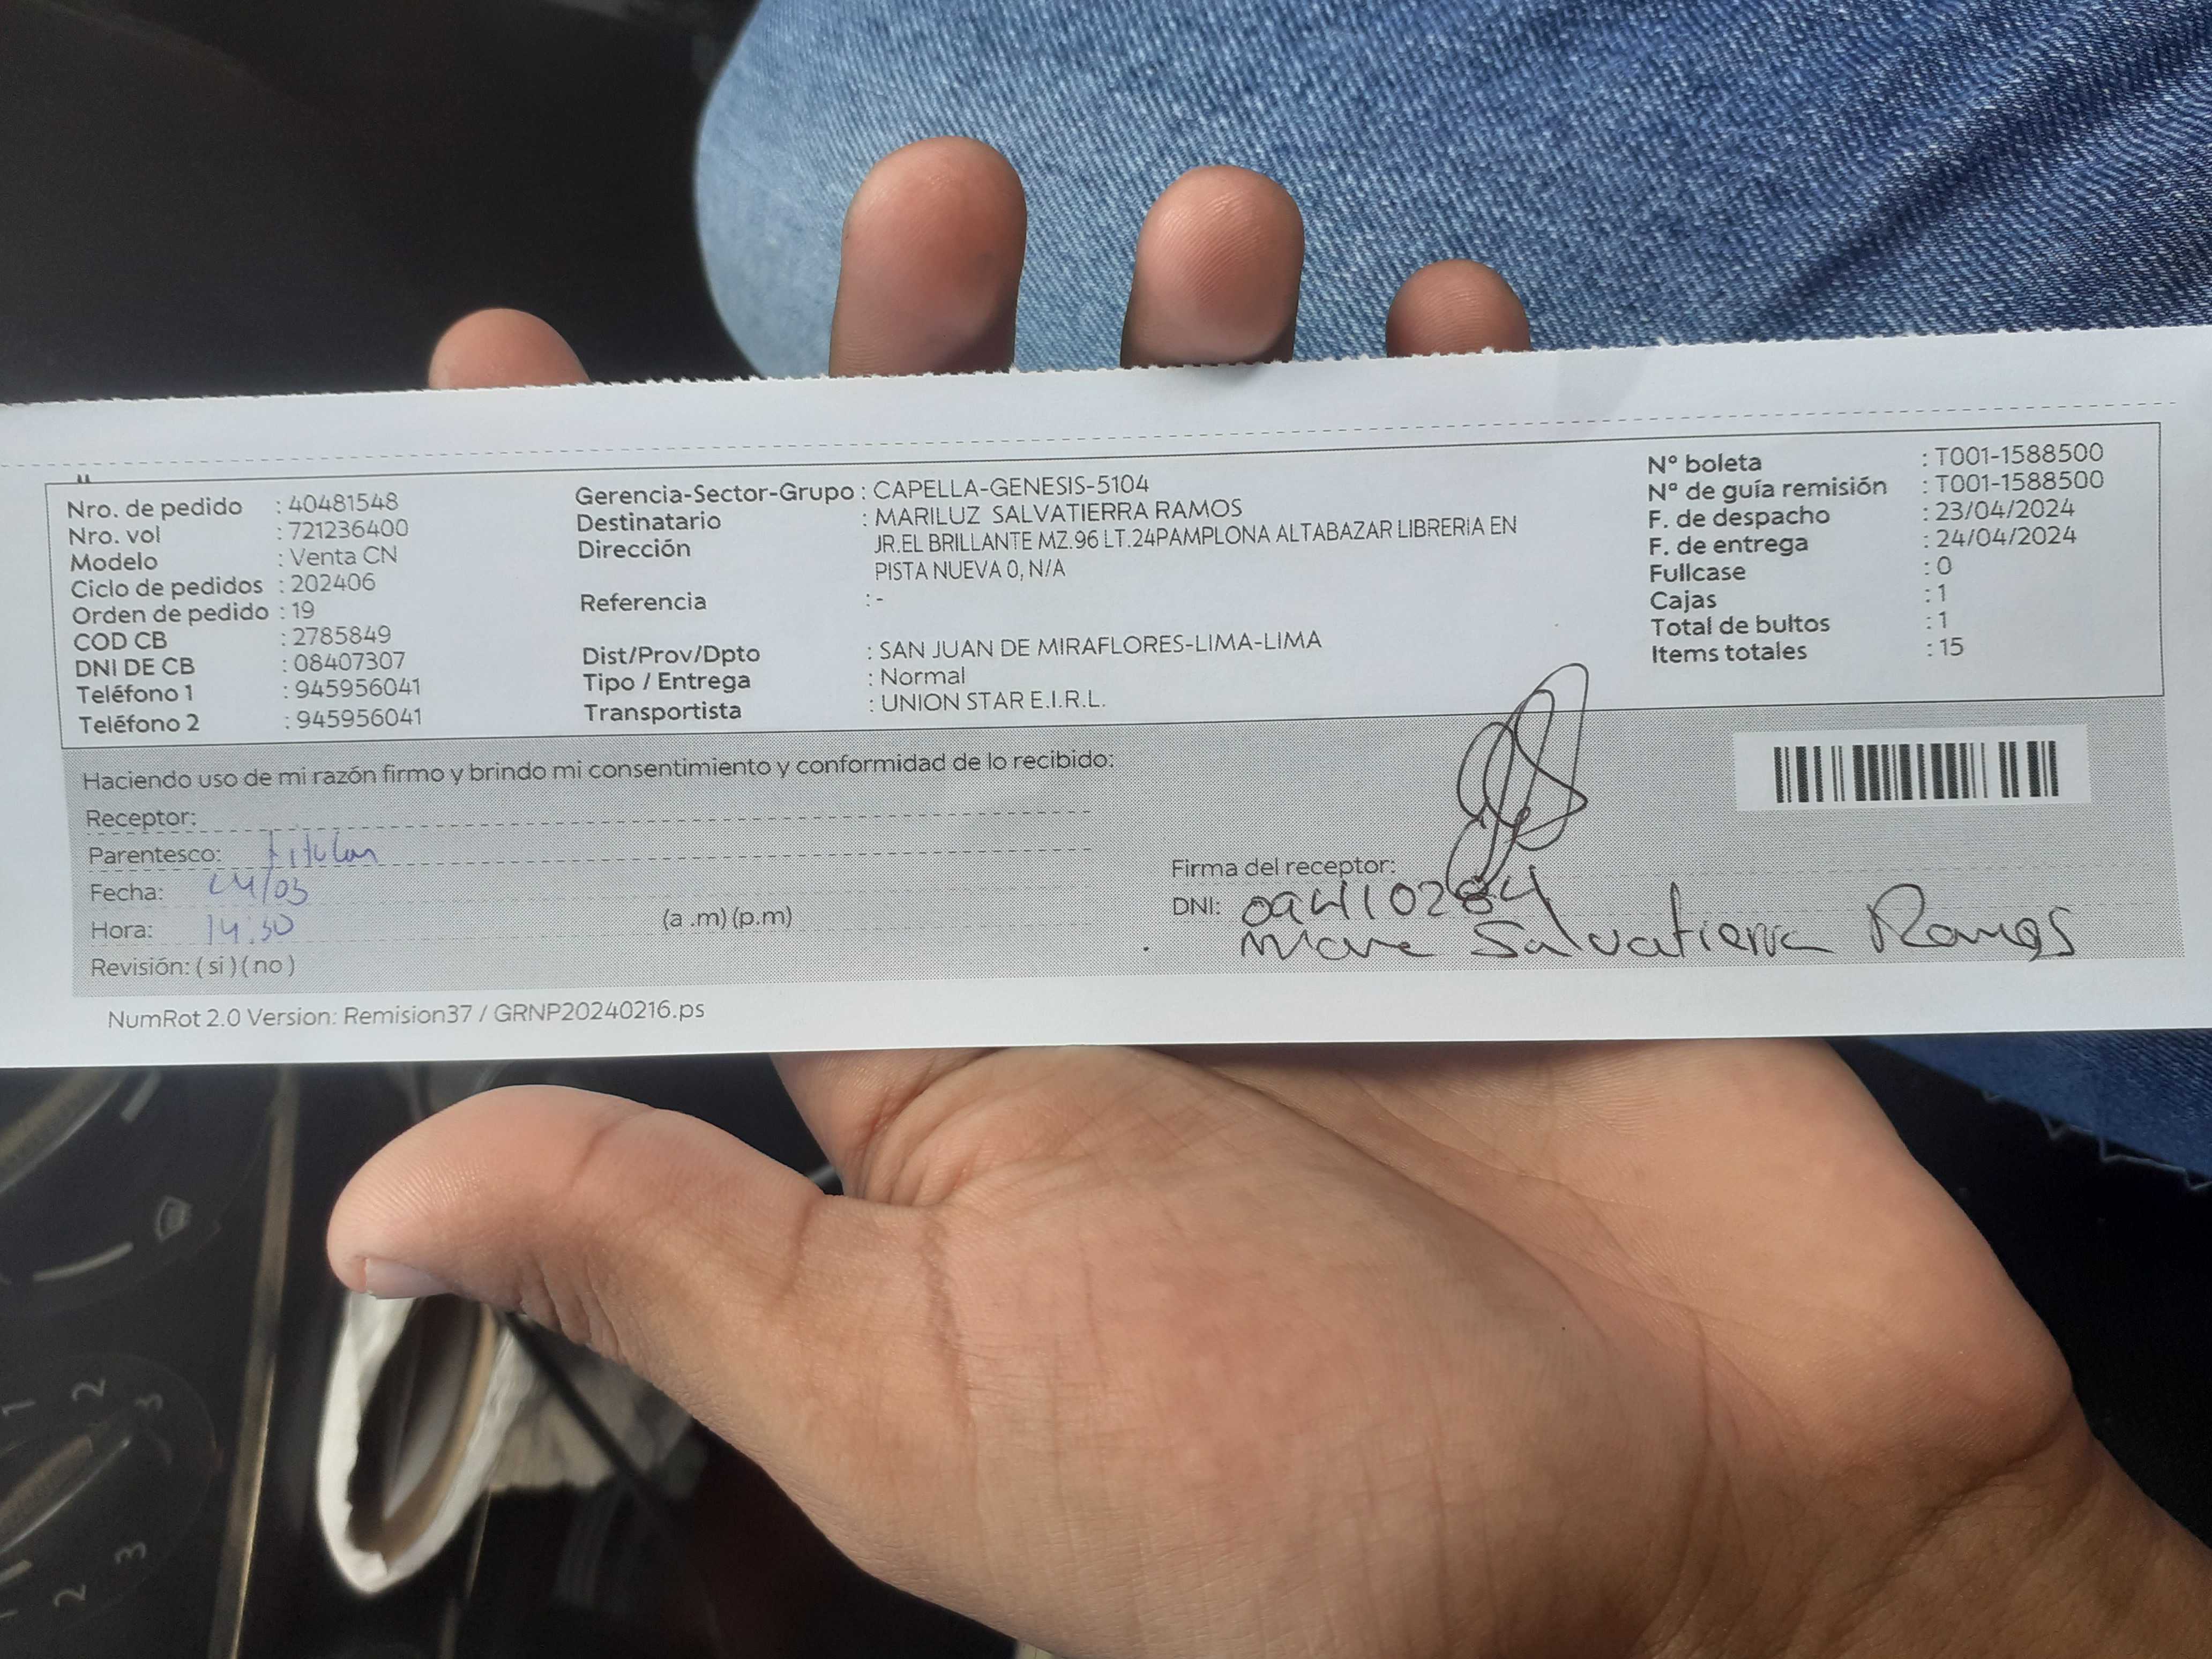 Nro. de pedido : 40481548
Nro. vol : 721236400
Modelo : Venta CN
Ciclo de pedidos : 202406
Orden de pedido : 19
COD CB : 2785849
DNI DE CB : 08407307
Teléfono 1 : 945956041
Teléfono 2 : 945956041
Gerencia-Sector-Grupo : CAPELLA-GENESIS-5104
Destinatario : MARILUZ SALVATIERRA RAMOS
Dirección JR.EL BRILLANTE MZ.96 LT.24PAMPLONA ALTABAZAR LIBRERIA EN
PISTA NUEVA 0, N/A
Referencia : -
Dist/Prov/Dpto : SAN JUAN DE MIRAFLORES-LIMA-LIMA
Tipo / Entrega : Normal
Transportista : UNION STAR E.I.R.L.
N° boleta : T001-1588500
Nº de guía remisión : T001-1588500
F. de despacho : 23/04/2024
F. de entrega : 24/04/2024
Fullcase : 0
Cajas : 1
Total de bultos : 1
Items totales : 15
Haciendo uso de mi razón firmo y brindo mi consentimiento y conformidad de lo recibido:
Receptor:
Parentesco: titular
Fecha: 24/03
Hora: 14:30 (a .m) (p.m)
Revisión: ( si ) ( no )
Firma del receptor:
DNI: 09410284
Salvatierra Ramos
NumRot 2.0 Version: Remision37 / GRNP20240216.ps
1 2 3
2 3